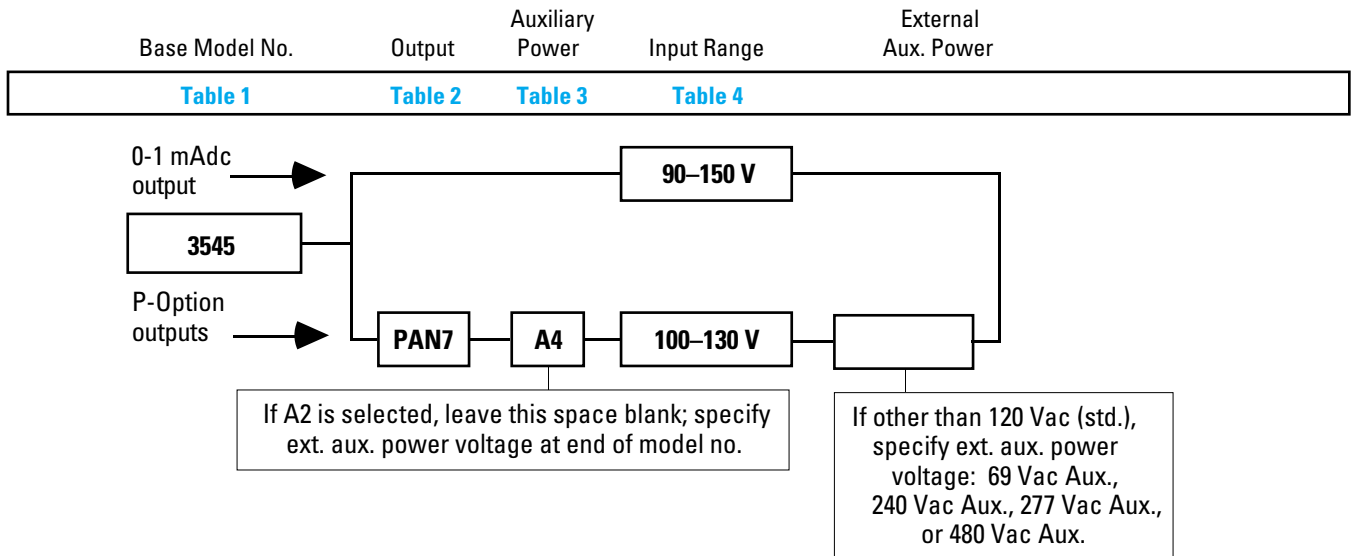 Base Model No.
Output
Auxiliary
Power
Input Range
External
Aux. Power
Table 1
Table 2
Table 3
Table 4
0-1 mAdc
output
90–150 V
3545
P-Option
outputs
PAN7
A4
100–130 V
If A2 is selected, leave this space blank; specify
ext. aux. power voltage at end of model no.
If other than 120 Vac (std.),
specify ext. aux. power
voltage: 69 Vac Aux.,
240 Vac Aux., 277 Vac Aux.,
or 480 Vac Aux.